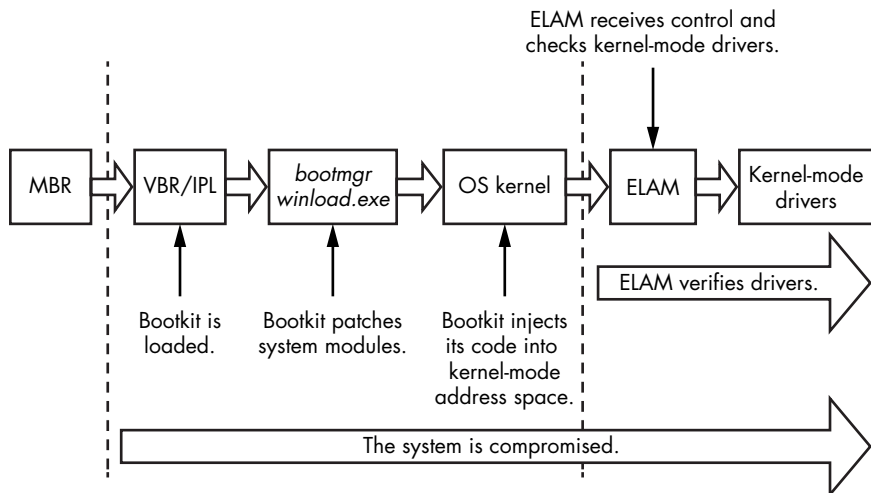 ELAM receives control and
checks kernel-mode drivers.
MBR
VBR/IPL
bootmgr
winload.exe
OS kernel
ELAM
Kernel-mode
drivers
ELAM verifies drivers.
Bootkit is
loaded.
Bootkit patches
system modules.
Bootkit injects
its code into
kernel-mode
address space.
The system is compromised.